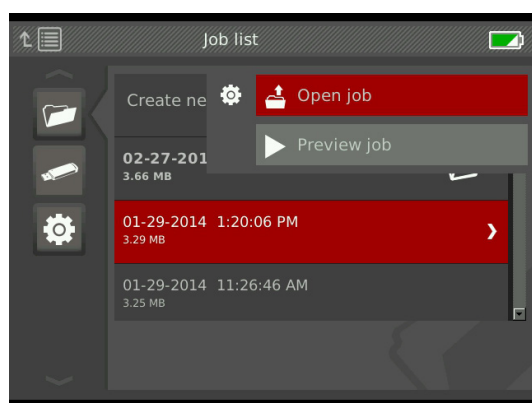 Job list
Create ne
Open job
Preview job
02-27-201
3.66 MB
01-29-2014 1:20:06 PM
3.29 MB
01-29-2014 11:26:46 AM
3.25 MB